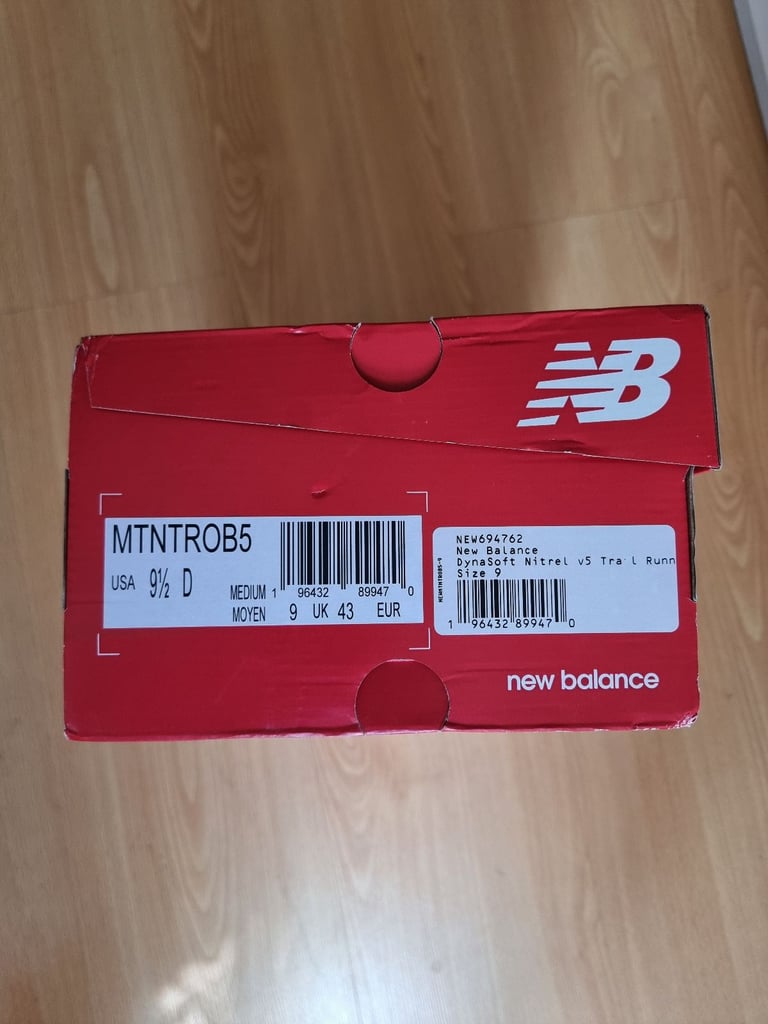 NB
MTNTROB5
USA 9½ D
MEDIUM
MOYEN
1 96432 89947 0
9 UK 43 EUR
NEW694762
New Balance
DynaSoft Nitrel v5 Trail Runn
Size 9
1 96432 89947 0
new balance